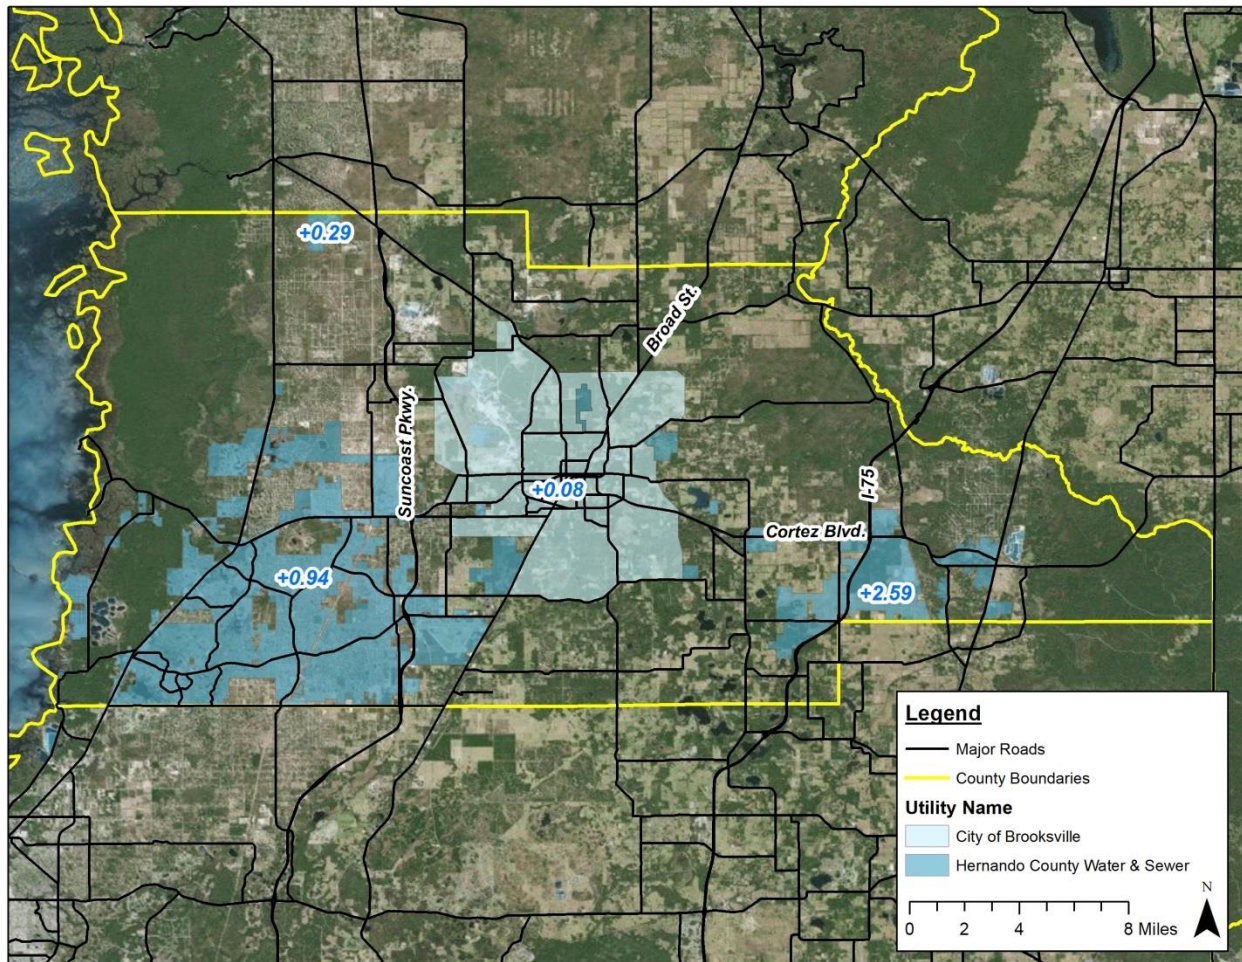 +0.29
Broad St.
Suncoast Pkwy.
I-75
+0.08
Cortez Blvd.
+0.94
+2.59
Legend
Major Roads
County Boundaries
Utility Name
City of Brooksville
Hernando County Water & Sewer
N
0 2 4 8 Miles